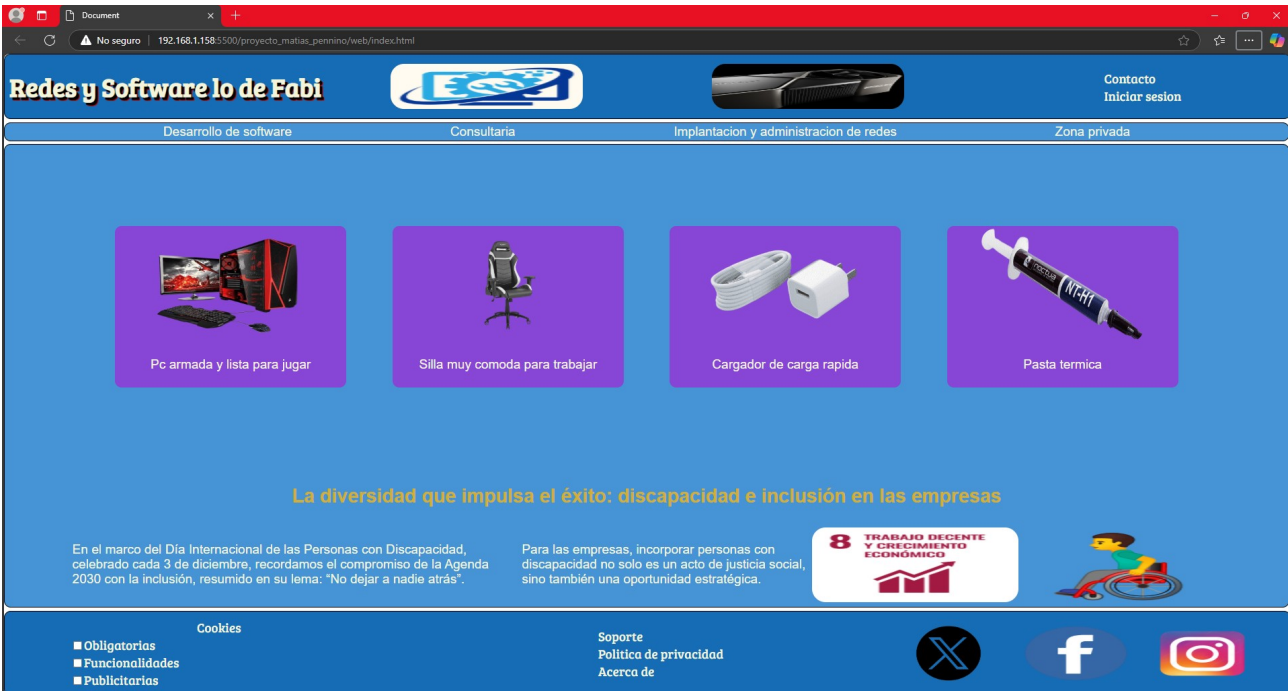 Document
No seguro
192.168.1.158:5500/proyecto_matias_pennino/web/index.html
Redes y Software lo de Fabi
Contacto
Iniciar sesion
Desarrollo de software
Consultaria
Implantacion y administracion de redes
Zona privada
Pc armada y lista para jugar
Silla muy comoda para trabajar
noctua
NT-H1
Cargador de carga rapida
Pasta termica
La diversidad que impulsa el éxito: discapacidad e inclusión en las empresas
En el marco del Día Internacional de las Personas con Discapacidad,
celebrado cada 3 de diciembre, recordamos el compromiso de la Agenda
2030 con la inclusión, resumido en su lema: “No dejar a nadie atrás”.
Para las empresas, incorporar personas con
discapacidad no solo es un acto de justicia social,
sino también una oportunidad estratégica.
8 TRABAJO DECENTE
Y CRECIMIENTO
ECONÓMICO
Cookies
Obligatorias
Funcionalidades
Publicitarias
Soporte
Politica de privacidad
Acerca de